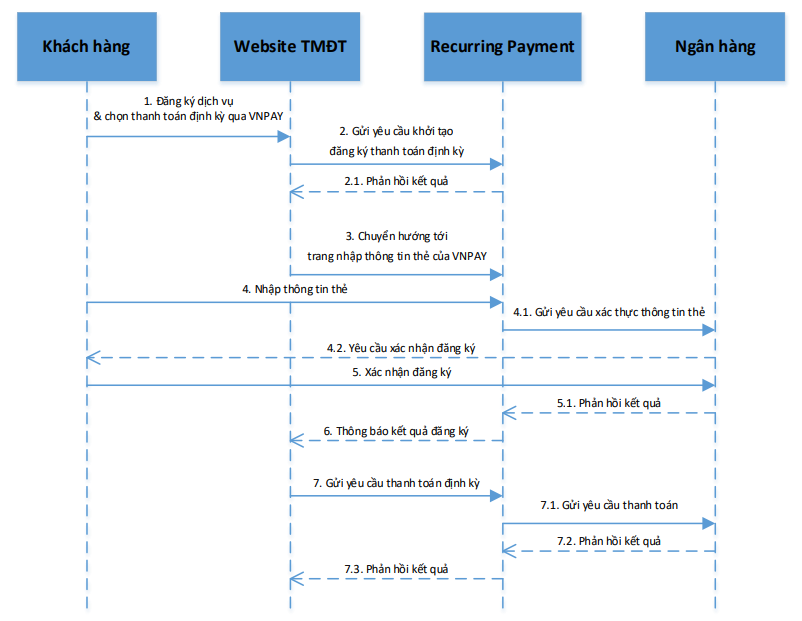 Khách hàng
Website TMĐT
Recurring Payment
Ngân hàng
1. Đăng ký dịch vụ
& chọn thanh toán định kỳ qua VNPAY
2. Gửi yêu cầu khởi tạo
đăng ký thanh toán định kỳ
2.1. Phản hồi kết quả
3. Chuyển hướng tới
trang nhập thông tin thẻ của VNPAY
4. Nhập thông tin thẻ
4.1. Gửi yêu cầu xác thực thông tin thẻ
4.2. Yêu cầu xác nhận đăng ký
5. Xác nhận đăng ký
5.1. Phản hồi kết quả
6. Thông báo kết quả đăng ký
7. Gửi yêu cầu thanh toán định kỳ
7.1. Gửi yêu cầu thanh toán
7.2. Phản hồi kết quả
7.3. Phản hồi kết quả